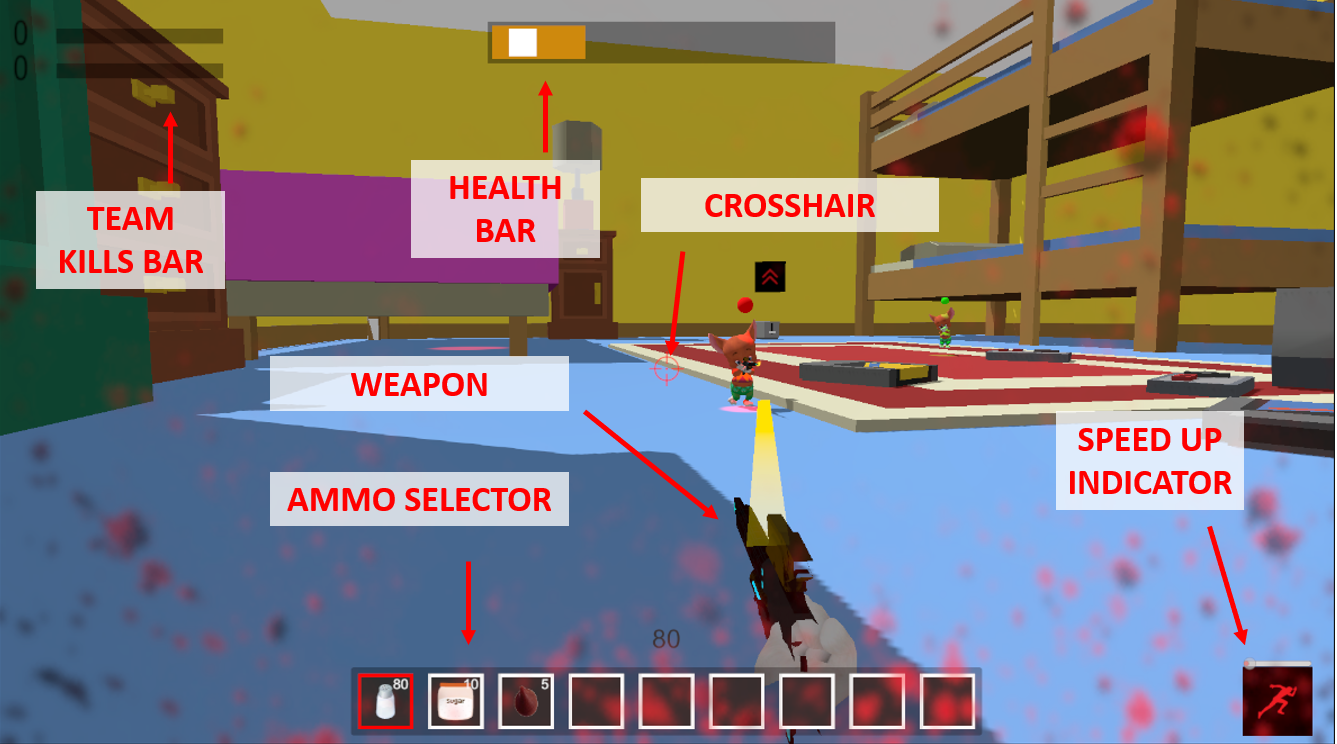 0
0
TEAM
KILLS BAR
HEALTH
BAR
CROSSHAIR
WEAPON
AMMO SELECTOR
SPEED UP
INDICATOR
80
80
10
5
Sugar